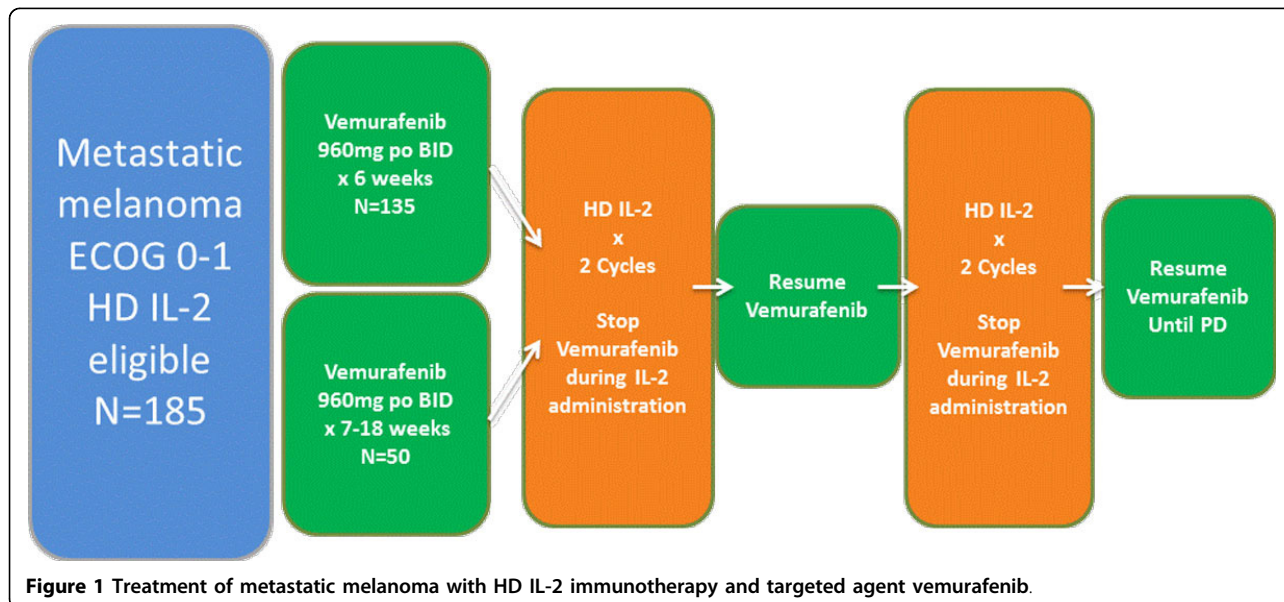 Metastatic
melanoma
ECOG 0-1
HD IL-2
eligible
N=185
Vemurafenib
960mg po BID
x 6 weeks
N=135
Vemurafenib
960mg po BID
x 7-18 weeks
N=50
HD IL-2
x
2 Cycles
Stop
Vemurafenib
during IL-2
administration
Resume
Vemurafenib
HD IL-2
x
2 Cycles
Stop
Vemurafenib
during IL-2
administration
Resume
Vemurafenib
Until PD
Figure 1 Treatment of metastatic melanoma with HD IL-2 immunotherapy and targeted agent vemurafenib.